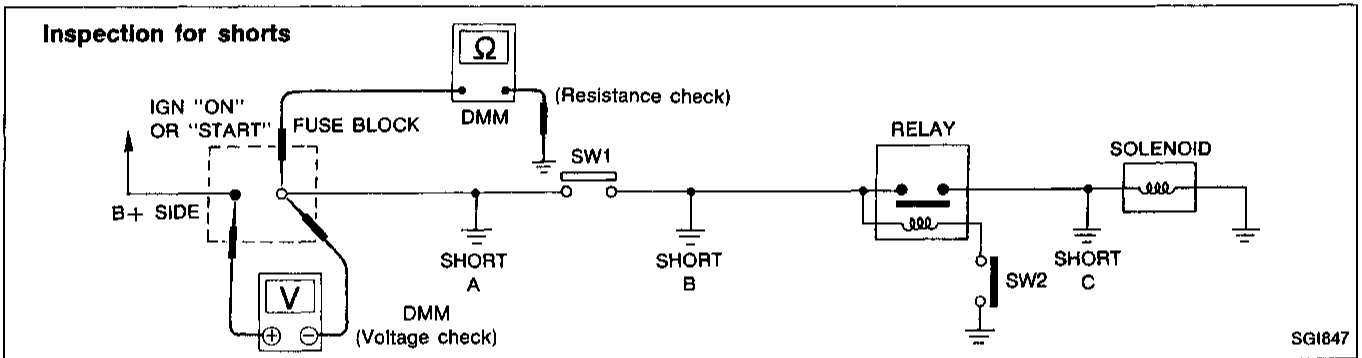 Inspection for shorts
IGN "ON"
OR "START"
FUSE BLOCK
Ω
DMM
(Resistance check)
SW1
RELAY
SOLENOID
B+ SIDE
SHORT
A
SHORT
B
SHORT
C
SW2
V
+ −
DMM
(Voltage check)
SGI847